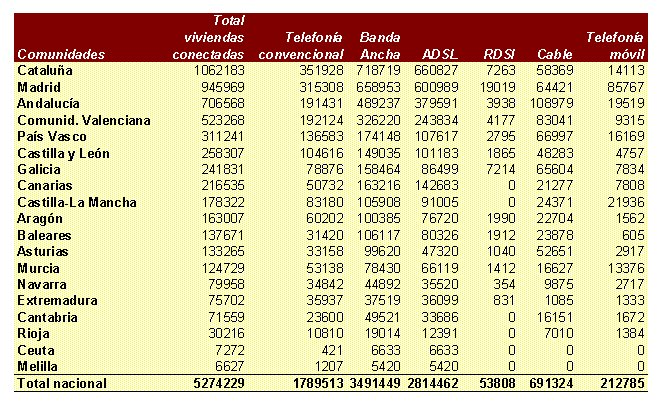 Total
viviendas Telefonía Banda Telefonía
Comunidades conectadas convencional Ancha ADSL RDSI Cable móvil
Cataluña 1062183 351928 718719 660827 7263 58369 14113
Madrid 945969 315308 658953 600989 19019 64421 85767
Andalucía 706568 191431 489237 379591 3938 108979 19519
Comunid. Valenciana 523268 192124 326220 243834 4177 83041 9315
País Vasco 311241 136583 174148 107617 2795 66997 16169
Castilla y León 258307 104616 149035 101183 1865 48283 4757
Galicia 241831 78876 158464 86499 7214 65604 7834
Canarias 216535 50732 163216 142683 0 21277 7808
Castilla-La Mancha 178322 83180 105908 91005 0 24371 21936
Aragón 163007 60202 100385 76720 1990 22704 1562
Baleares 137671 31420 106117 80326 1912 23878 605
Asturias 133265 33158 99620 47320 1040 52651 2917
Murcia 124729 53138 78430 66119 1412 16627 13376
Navarra 79958 34842 44892 35520 354 9875 2717
Extremadura 75702 35937 37519 36099 831 1085 1333
Cantabria 71559 23600 49521 33686 0 16151 1672
Rioja 30216 10810 19014 12391 0 7010 1384
Ceuta 7272 421 6633 6633 0 0 0
Melilla 6627 1207 5420 5420 0 0 0
Total nacional 5274229 1789513 3491449 2814462 53808 691324 212785